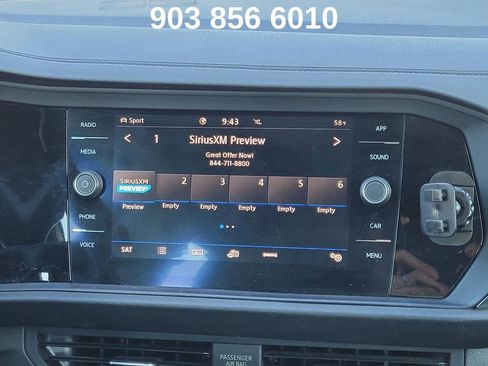 903 856 6010
Sport 9:43 58°F
RADIO
APP
< 1 SiriusXM Preview >
MEDIA
Great Offer Now!
844-711-8800
SOUND
SIRIUSXM
PREVIEW 2 3 4 5 6
Preview Empty Empty Empty Empty Empty
PHONE
CAR
VOICE
SAT
MENU
PASSENGER
AIR BAG